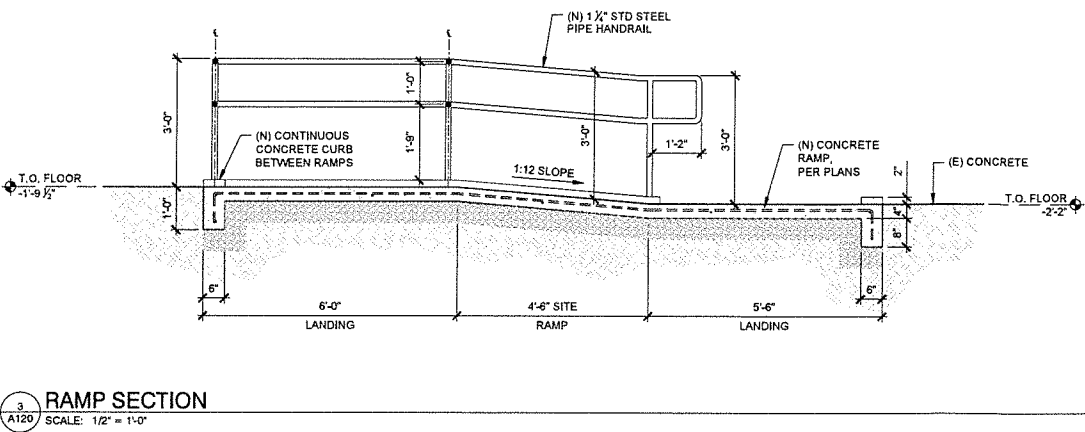 (N) 1 ¼" STD STEEL
PIPE HANDRAIL
℄
℄
3'-0"
1'-0"
1'-9"
3'-0"
3'-0"
1'-2"
(N) CONTINUOUS
CONCRETE CURB
BETWEEN RAMPS
1:12 SLOPE
(N) CONCRETE
RAMP,
PER PLANS
2"
(E) CONCRETE
T.O. FLOOR
-1'-9 ½"
1'-0"
T.O. FLOOR
-2'-2"
4"
8"
6"
6'-0"
4'-6" SITE
5'-6"
6"
LANDING
RAMP
LANDING
3
A120
RAMP SECTION
SCALE: 1/2" = 1'-0"